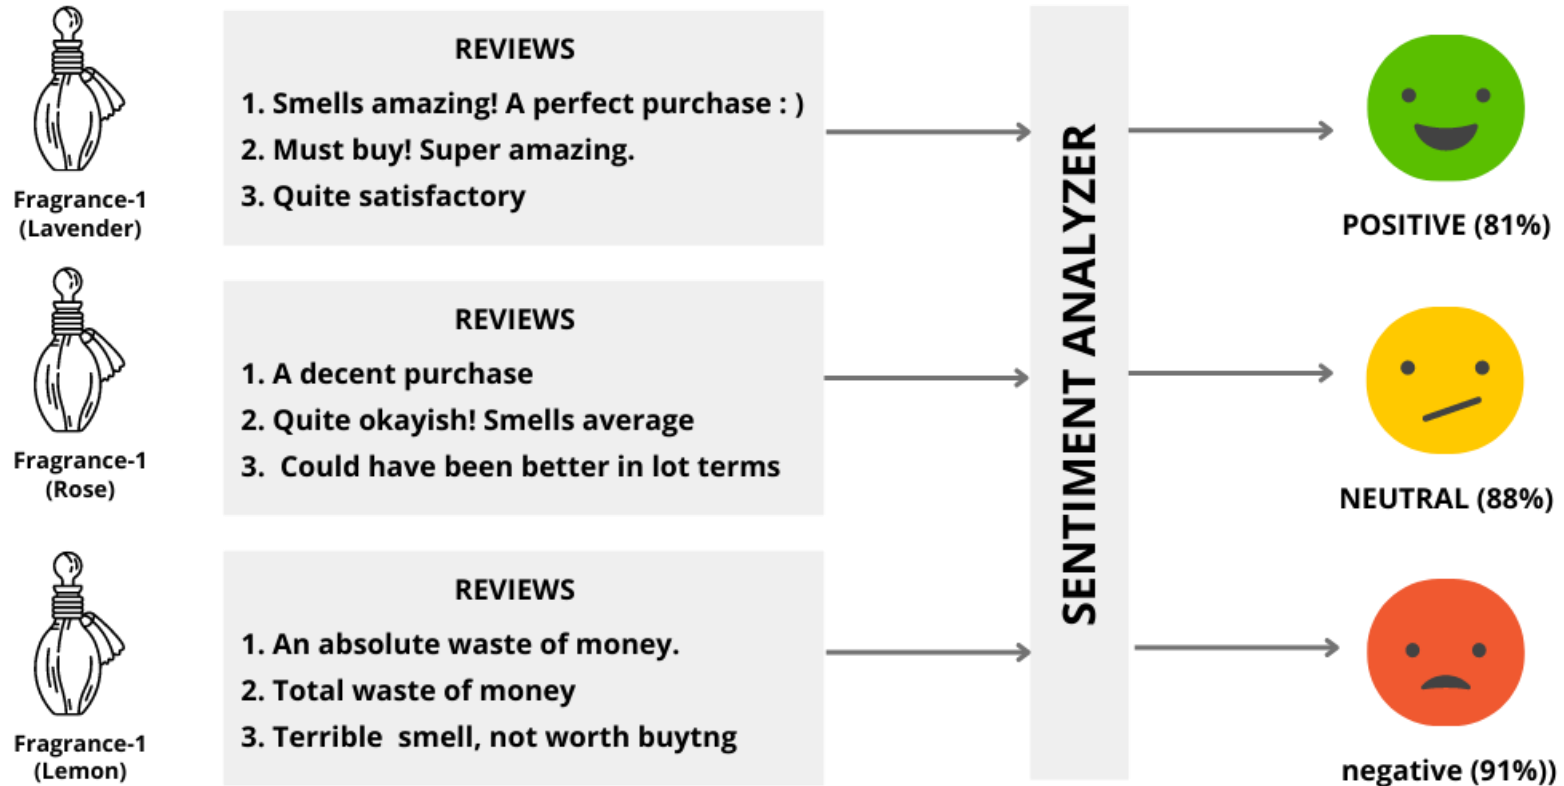 Fragrance-1
(Lavender)
REVIEWS
1. Smells amazing! A perfect purchase : )
2. Must buy! Super amazing.
3. Quite satisfactory
POSITIVE (81%)
Fragrance-1
(Rose)
REVIEWS
1. A decent purchase
2. Quite okayish! Smells average
3.  Could have been better in lot terms
NEUTRAL (88%)
Fragrance-1
(Lemon)
REVIEWS
1. An absolute waste of money.
2. Total waste of money
3. Terrible  smell, not worth buytng
negative (91%))
SENTIMENT ANALYZER